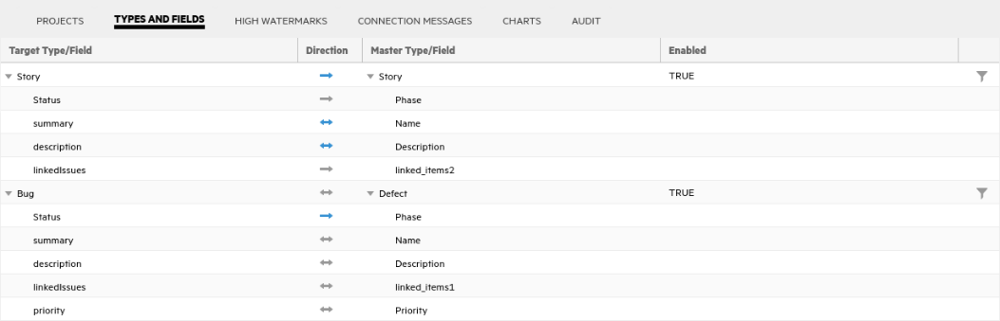 PROJECTS TYPES AND FIELDS HIGH WATERMARKS CONNECTION MESSAGES CHARTS AUDIT
Target Type/Field Direction Master Type/Field Enabled
Story Story TRUE
Status Phase
summary Name
description Description
linkedIssues linked_items2
Bug Defect TRUE
Status Phase
summary Name
description Description
linkedIssues linked_items1
priority Priority